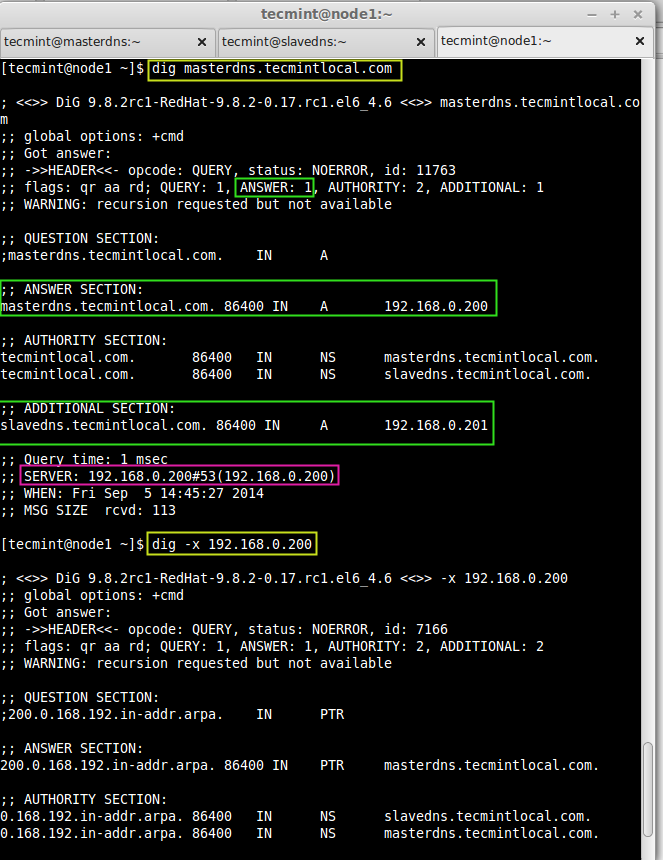 tecmint@node1:~
tecmint@masterdns:~ tecmint@slavedns:~ tecmint@node1:~
[tecmint@node1 ~]$ dig masterdns.tecmintlocal.com
; <<>> DiG 9.8.2rc1-RedHat-9.8.2-0.17.rc1.el6_4.6 <<>> masterdns.tecmintlocal.co
m
;; global options: +cmd
;; Got answer:
;; ->>HEADER<<- opcode: QUERY, status: NOERROR, id: 11763
;; flags: qr aa rd; QUERY: 1, ANSWER: 1, AUTHORITY: 2, ADDITIONAL: 1
;; WARNING: recursion requested but not available
;; QUESTION SECTION:
;masterdns.tecmintlocal.com. IN A
;; ANSWER SECTION:
masterdns.tecmintlocal.com. 86400 IN A 192.168.0.200
;; AUTHORITY SECTION:
tecmintlocal.com. 86400 IN NS masterdns.tecmintlocal.com.
tecmintlocal.com. 86400 IN NS slavedns.tecmintlocal.com.
;; ADDITIONAL SECTION:
slavedns.tecmintlocal.com. 86400 IN A 192.168.0.201
;; Query time: 1 msec
;; SERVER: 192.168.0.200#53(192.168.0.200)
;; WHEN: Fri Sep  5 14:45:27 2014
;; MSG SIZE  rcvd: 113
[tecmint@node1 ~]$ dig -x 192.168.0.200
; <<>> DiG 9.8.2rc1-RedHat-9.8.2-0.17.rc1.el6_4.6 <<>> -x 192.168.0.200
;; global options: +cmd
;; Got answer:
;; ->>HEADER<<- opcode: QUERY, status: NOERROR, id: 7166
;; flags: qr aa rd; QUERY: 1, ANSWER: 1, AUTHORITY: 2, ADDITIONAL: 2
;; WARNING: recursion requested but not available
;; QUESTION SECTION:
;200.0.168.192.in-addr.arpa. IN PTR
;; ANSWER SECTION:
200.0.168.192.in-addr.arpa. 86400 IN PTR masterdns.tecmintlocal.com.
;; AUTHORITY SECTION:
0.168.192.in-addr.arpa. 86400 IN NS slavedns.tecmintlocal.com.
0.168.192.in-addr.arpa. 86400 IN NS masterdns.tecmintlocal.com.